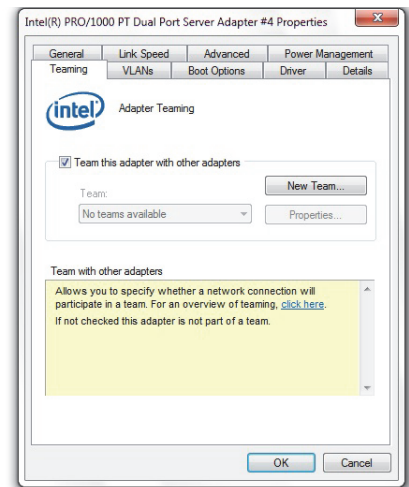 Intel(R) PRO/1000 PT Dual Port Server Adapter #4 Properties
General Link Speed Advanced Power Management
Teaming VLANs Boot Options Driver Details
intel Adapter Teaming
Team this adapter with other adapters
New Team...
Team:
No teams available Properties...
Team with other adapters
Allows you to specify whether a network connection will
participate in a team. For an overview of teaming, click here.
If not checked this adapter is not part of a team.
OK Cancel